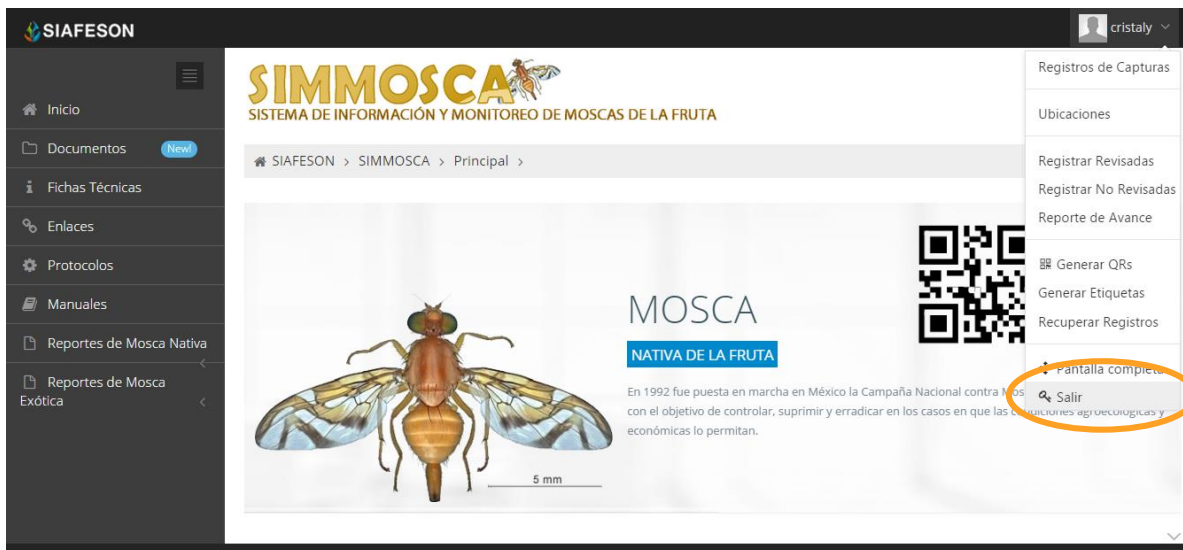 SIAFESON
cristaly
Inicio
Documentos New!
Fichas Técnicas
Enlaces
Protocolos
Manuales
Reportes de Mosca Nativa
Reportes de Mosca
Exótica
SIMMOSCA
SISTEMA DE INFORMACIÓN Y MONITOREO DE MOSCAS DE LA FRUTA
SIAFESON > SIMMOSCA > Principal >
MOSCA
NATIVA DE LA FRUTA
En 1992 fue puesta en marcha en México la Campaña Nacional contra
con el objetivo de controlar, suprimir y erradicar en los casos en que las condiciones agroecológicas y
económicas lo permitan.
5 mm
Registros de Capturas
Ubicaciones
Registrar Revisadas
Registrar No Revisadas
Reporte de Avance
Generar QRs
Generar Etiquetas
Recuperar Registros
Pantalla completa
Salir